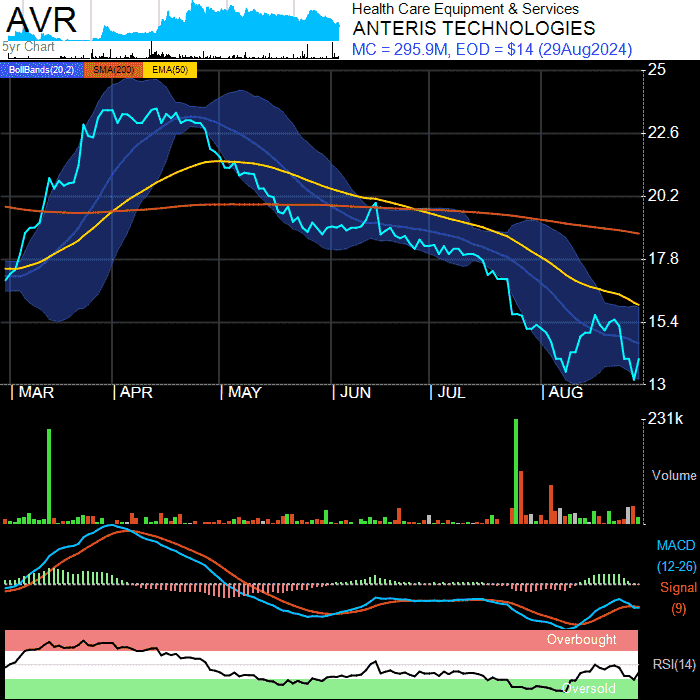 AVR
5yr Chart
Health Care Equipment & Services
ANTERIS TECHNOLOGIES
MC = 295.9M, EOD = $14 (29Aug2024)
BollBands(20,2) SMA(200) EMA(50)
25
22.6
20.2
17.8
15.4
13
MAR APR MAY JUN JUL AUG
231k
Volume
MACD
(12-26)
Signal
(9)
Overbought
RSI(14)
Oversold